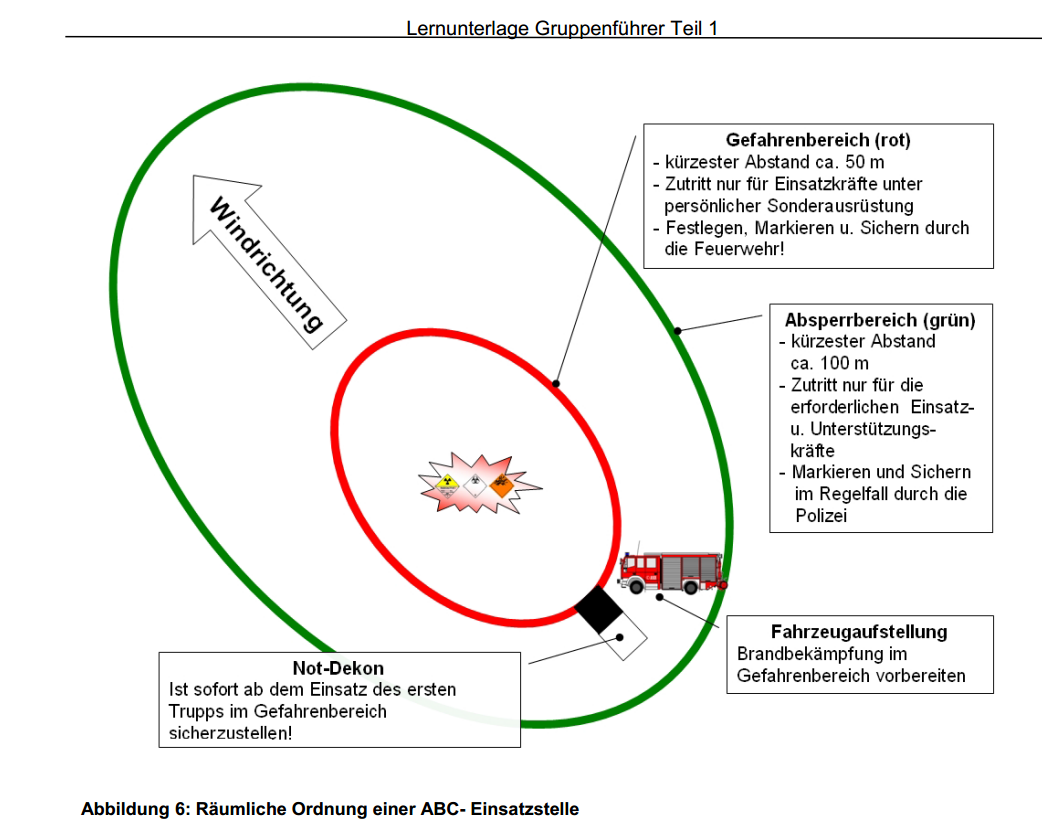 Lernunterlage Gruppenführer Teil 1
Windrichtung
Gefahrenbereich (rot)
- kürzester Abstand ca. 50 m
- Zutritt nur für Einsatzkräfte unter
persönlicher Sonderausrüstung
- Festlegen, Markieren u. Sichern durch
die Feuerwehr!
Absperrbereich (grün)
- kürzester Abstand
ca. 100 m
- Zutritt nur für die
erforderlichen Einsatz-
u. Unterstützungs-
kräfte
- Markieren und Sichern
im Regelfall durch die
Polizei
Fahrzeugaufstellung
Brandbekämpfung im
Gefahrenbereich vorbereiten
Not-Dekon
Ist sofort ab dem Einsatz des ersten
Trupps im Gefahrenbereich
sicherzustellen!
Abbildung 6: Räumliche Ordnung einer ABC- Einsatzstelle